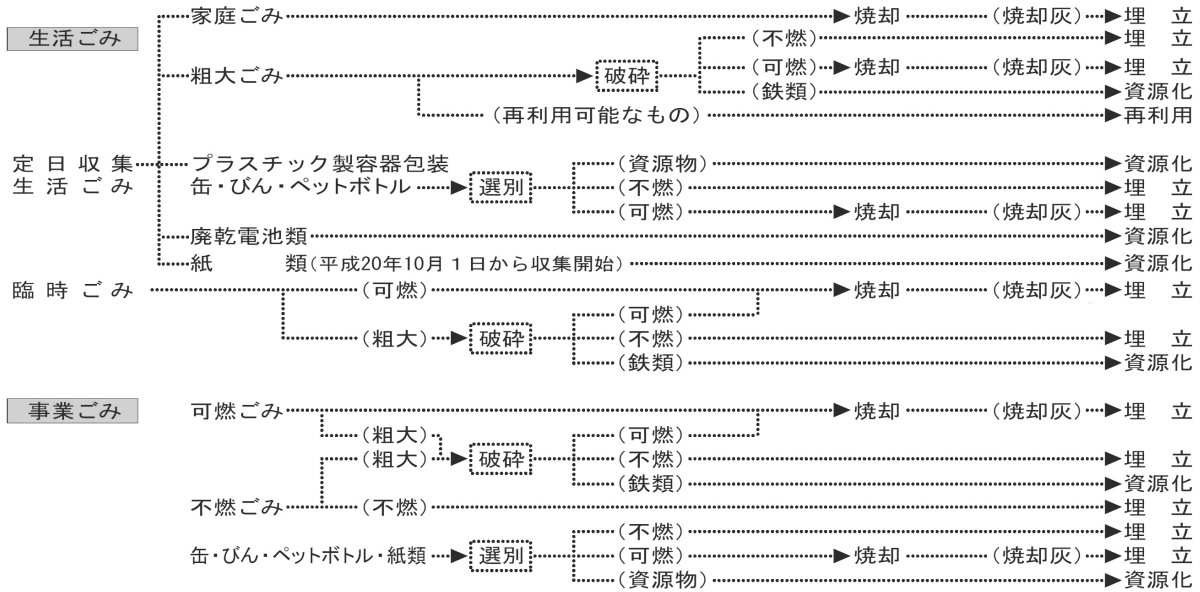 家庭ごみ 焼却 (焼却灰) 埋 立
生活ごみ
(不燃) 埋 立
粗大ごみ 破砕 (可燃) 焼却 (焼却灰) 埋 立
(鉄類) 資源化
(再利用可能なもの) 再利用
定日収集 プラスチック製容器包装 (資源物) 資源化
生活ごみ 缶・びん・ペットボトル 選別 (不燃) 埋 立
(可燃) 焼却 (焼却灰) 埋 立
廃乾電池類 資源化
紙 類(平成20年10月1日から収集開始) 資源化
臨時ごみ (可燃) 焼却 (焼却灰) 埋 立
(可燃)
(粗大) 破砕 (不燃) 埋 立
(鉄類) 資源化
事業ごみ 可燃ごみ 焼却 (焼却灰) 埋 立
(粗大) (可燃)
(粗大) 破砕 (不燃) 埋 立
(鉄類) 資源化
不燃ごみ (不燃) 埋 立
(不燃) 埋 立
缶・びん・ペットボトル・紙類 選別 (可燃) 焼却 (焼却灰) 埋 立
(資源物) 資源化